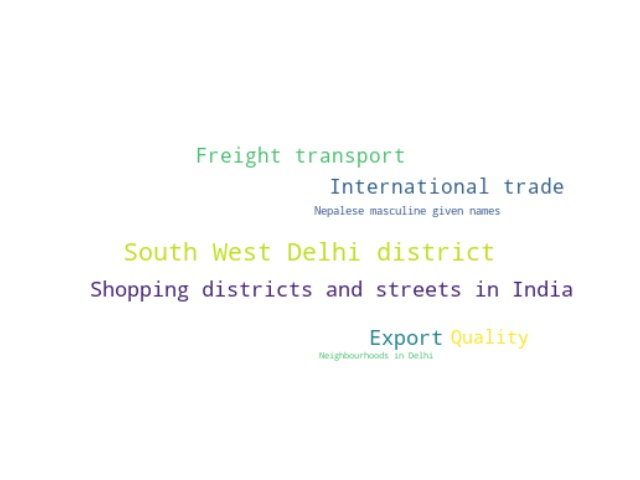 Freight transport
International trade
Nepalese masculine given names
South West Delhi district
Shopping districts and streets in India
Export Quality
Neighbourhoods in Delhi